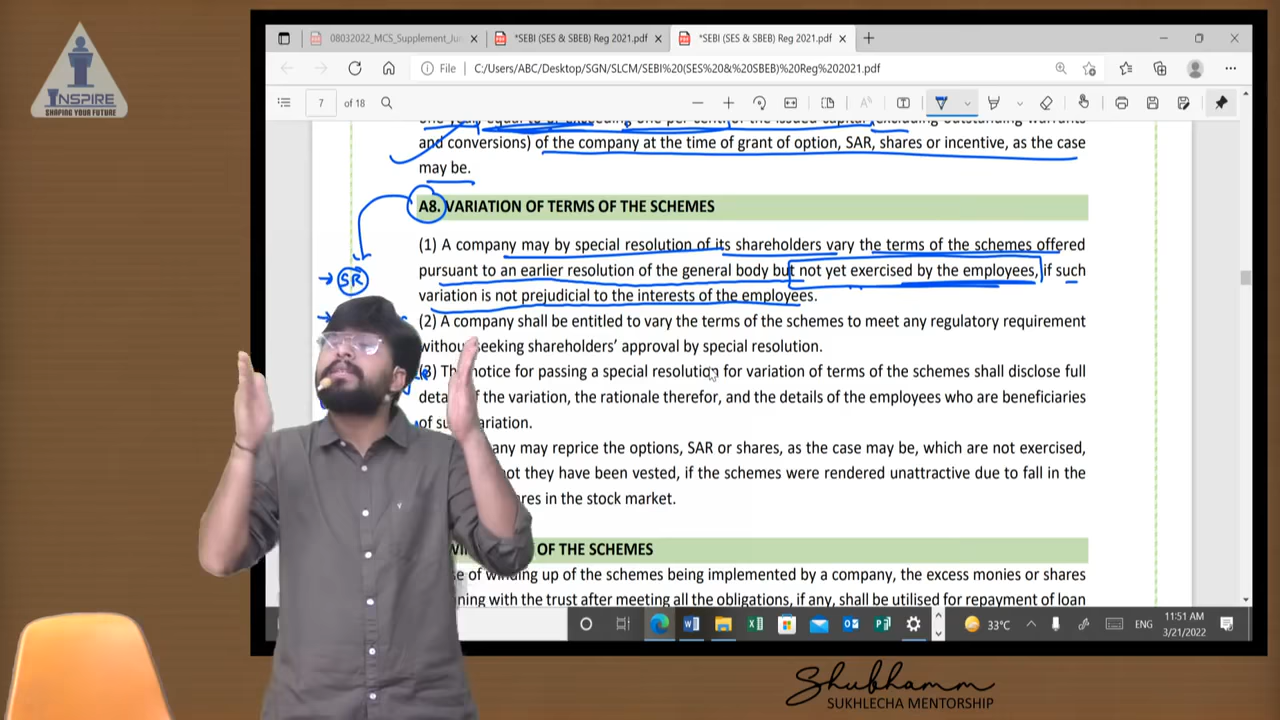 INSPIRE
SHAPING YOUR FUTURE
08032022_MCS_Supplement_Ju
*SEBI (SES & SBEB) Reg 2021.pdf
*SEBI (SES & SBEB) Reg 2021.pdf
File
C:/Users/ABC/Desktop/SGN/SLCM/SEBI%20(SES%20&%20SBEB)%20Reg%202021.pdf
7 of 18
and conversions) of the company at the time of grant of option, SAR, shares or incentive, as the case
may be.
A8. VARIATION OF TERMS OF THE SCHEMES
(1) A company may by special resolution of its shareholders vary the terms of the schemes offered
pursuant to an earlier resolution of the general body but not yet exercised by the employees, if such
SR
variation is not prejudicial to the interests of the employees.
(2) A company shall be entitled to vary the terms of the schemes to meet any regulatory requirement
seeking shareholders' approval by special resolution.
(3) notice for passing a special resolution for variation of terms of the schemes shall disclose full
the variation, the rationale therefor, and the details of the employees who are beneficiaries
of
may reprice the options, SAR or shares, as the case may be, which are not exercised,
they have been vested, if the schemes were rendered unattractive due to fall in the
in the stock market.
OF THE SCHEMES
of winding up of the schemes being implemented by a company, the excess monies or shares
with the trust after meeting all the obligations, if any, shall be utilised for repayment of loan
33°C
ENG
11:51 AM
3/21/2022
Shubhamm
SUKHLECHA MENTORSHIP